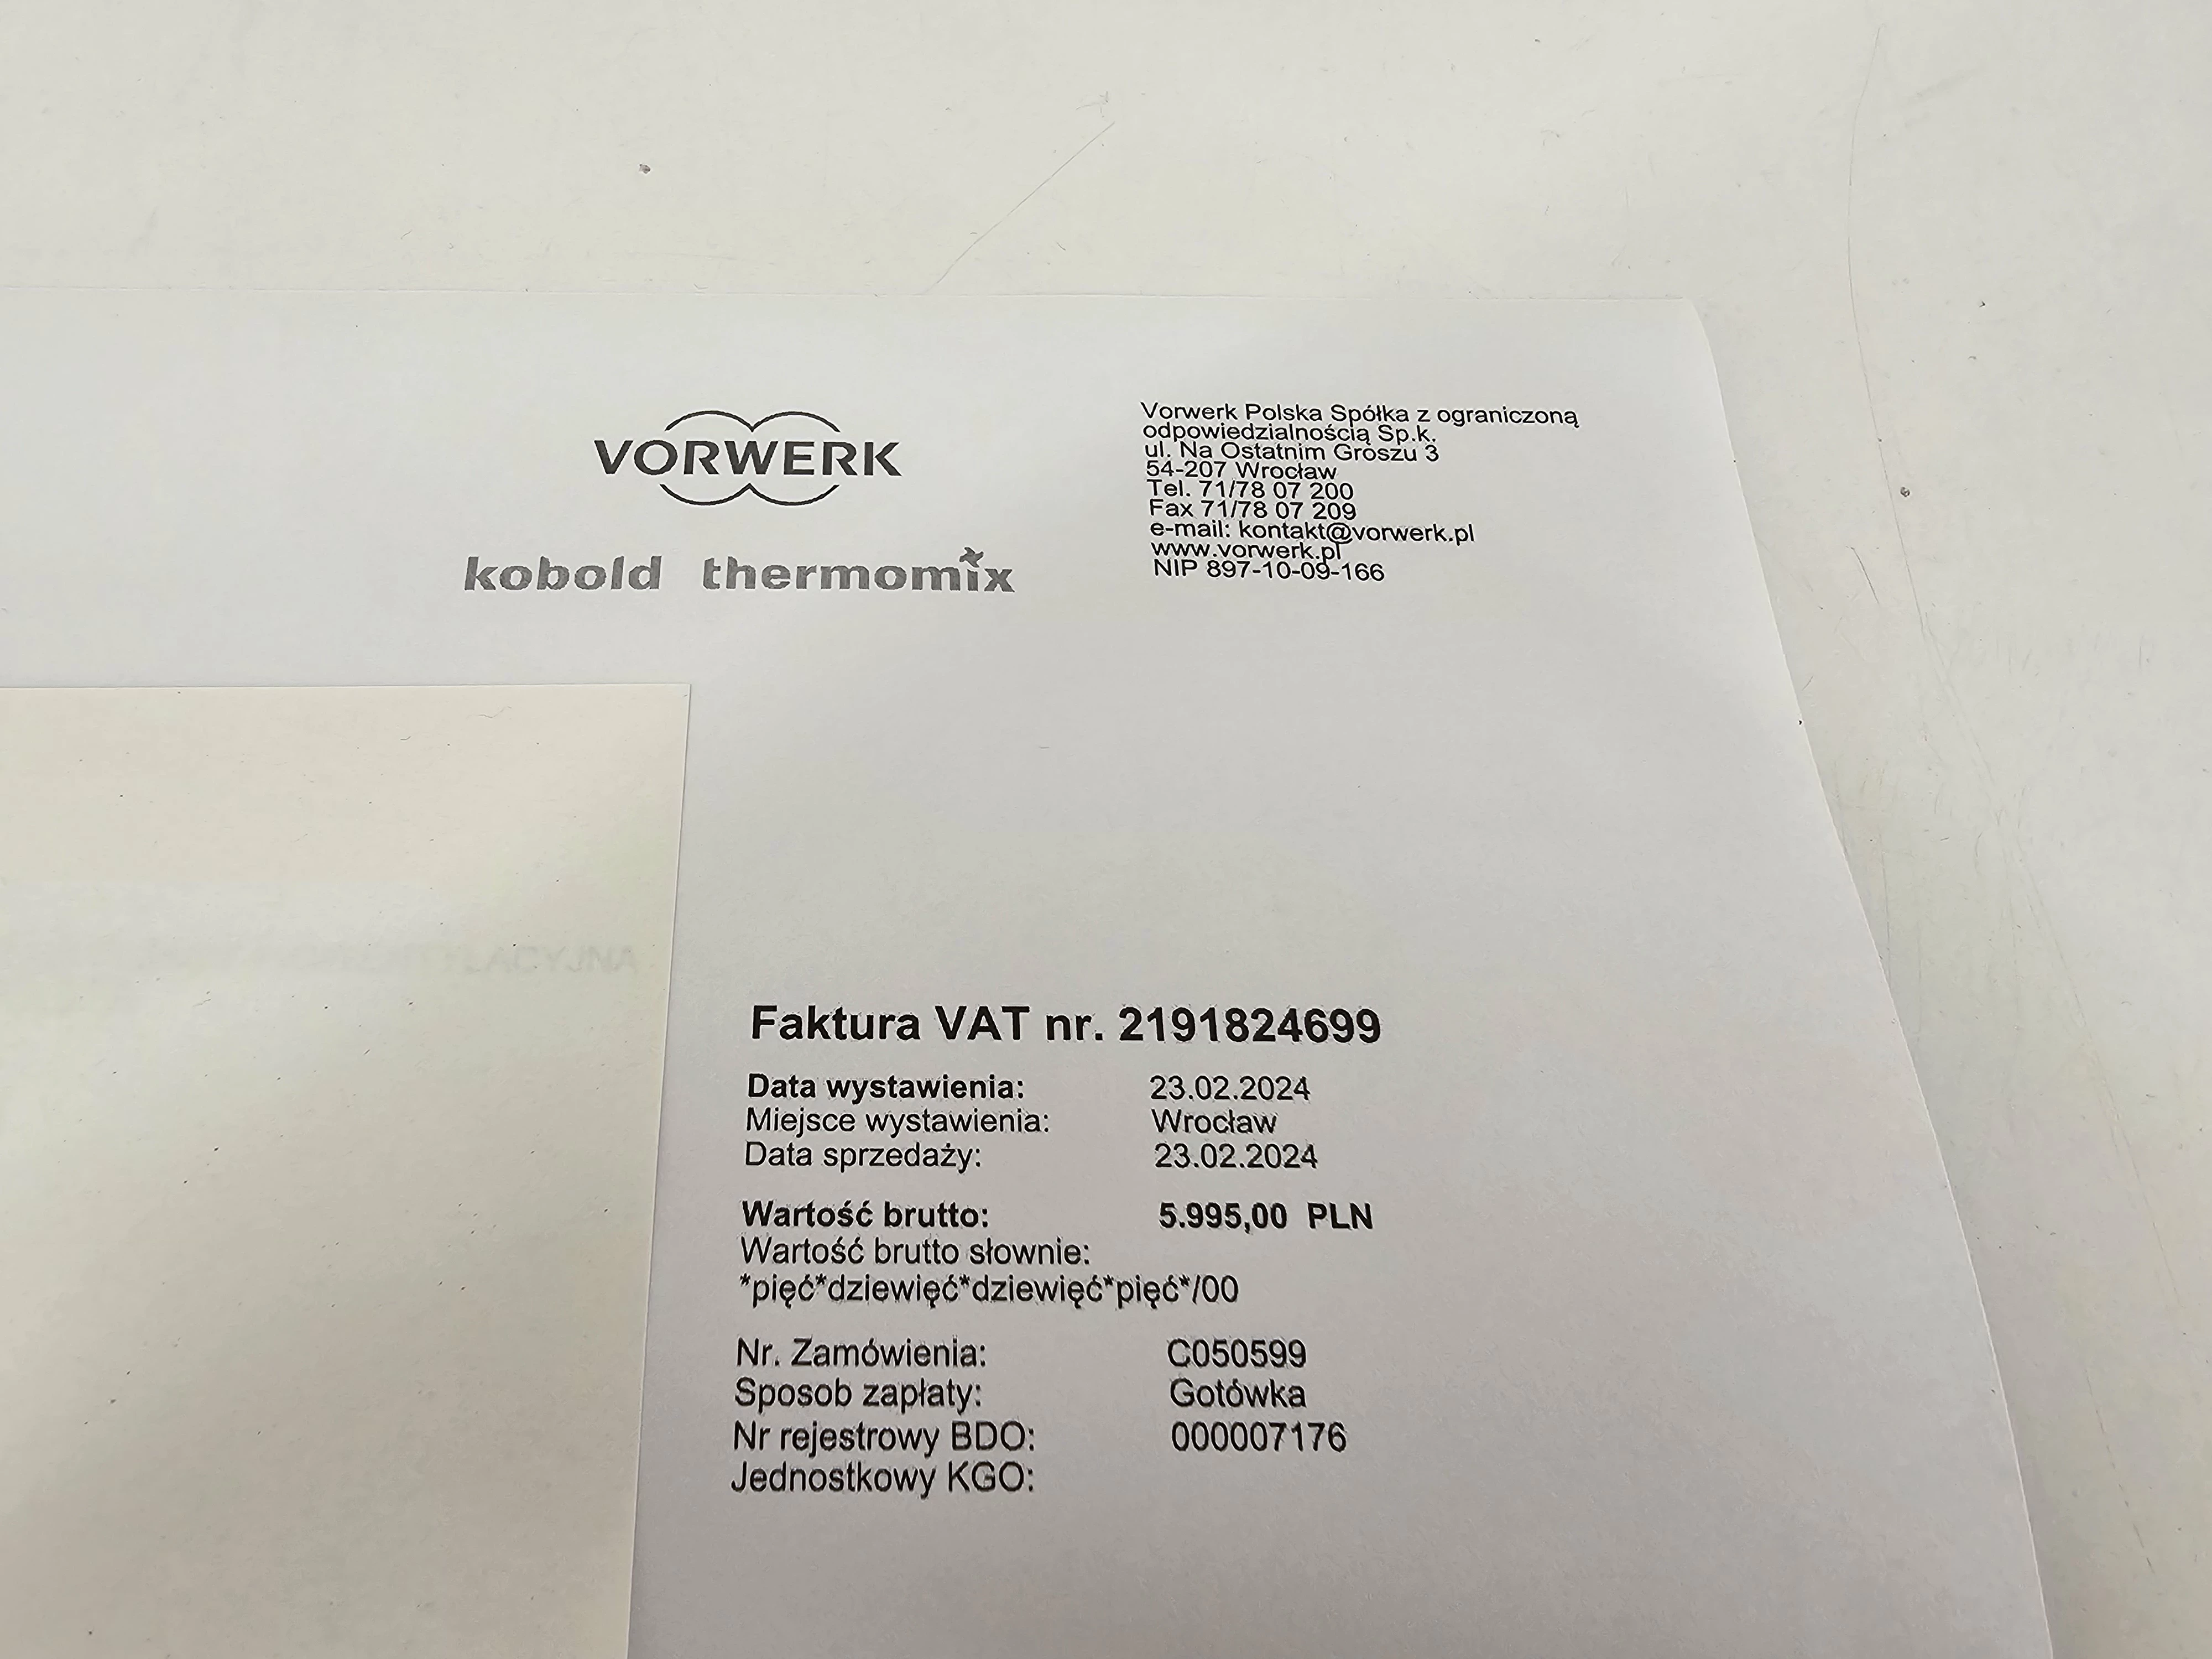 VORWERK
kobold thermomix
Vorwerk Polska Spółka z ograniczoną
odpowiedzialnością Sp.k.
ul. Na Ostatnim Groszu 3
54-207 Wrocław
Tel. 71/78 07 200
Fax 71/78 07 209
e-mail: kontakt@vorwerk.pl
www.vorwerk.pl
NIP 897-10-09-166
Faktura VAT nr. 2191824699
Data wystawienia: 23.02.2024
Miejsce wystawienia: Wrocław
Data sprzedaży: 23.02.2024
Wartość brutto: 5.995,00 PLN
Wartość brutto słownie:
*pięć*dziewięć*dziewięć*pięć*/00
Nr. Zamówienia: C050599
Sposob zapłaty: Gotówka
Nr rejestrowy BDO: 000007176
Jednostkowy KGO: